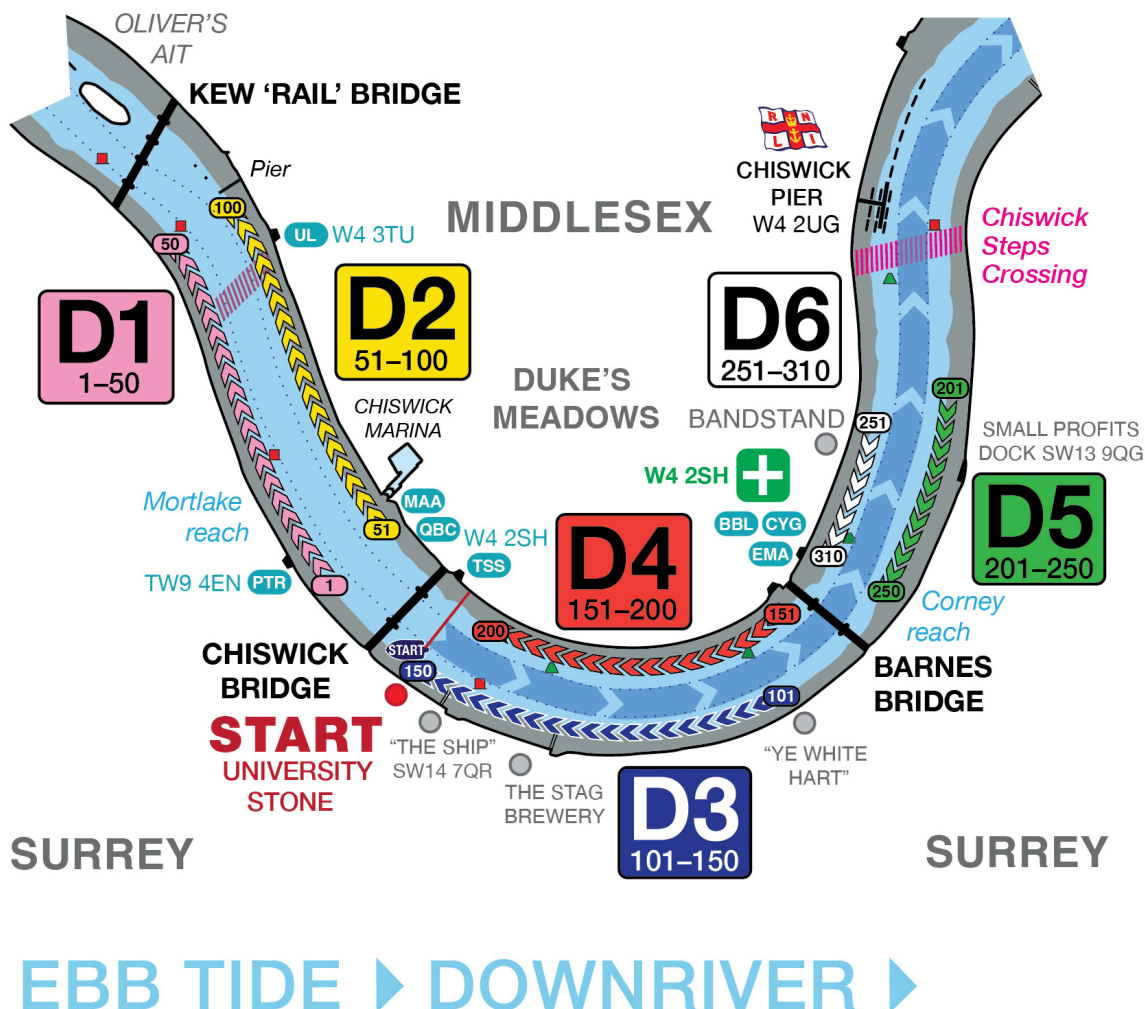 OLIVER'S
AIT
KEW ‘RAIL’ BRIDGE
Pier
100
50
UL W4 3TU
MIDDLESEX
R N
L I
CHISWICK
PIER
W4 2UG
Chiswick
Steps
Crossing
D1
1–50
D2
51–100
D6
251–310
DUKE’S
MEADOWS
CHISWICK
MARINA
BANDSTAND
251
201
SMALL PROFITS
DOCK SW13 9QG
W4 2SH
MAA
QBC
W4 2SH
TSS
51
Mortlake
reach
TW9 4EN PTR
1
BBL CYG
EMA
310
250
D4
151–200
D5
201–250
Corney
reach
200
151
START
150
101
CHISWICK
BRIDGE
BARNES
BRIDGE
START
UNIVERSITY
STONE
“THE SHIP”
SW14 7QR
THE STAG
BREWERY
“YE WHITE
HART”
D3
101–150
SURREY
SURREY
EBB TIDE DOWNRIVER